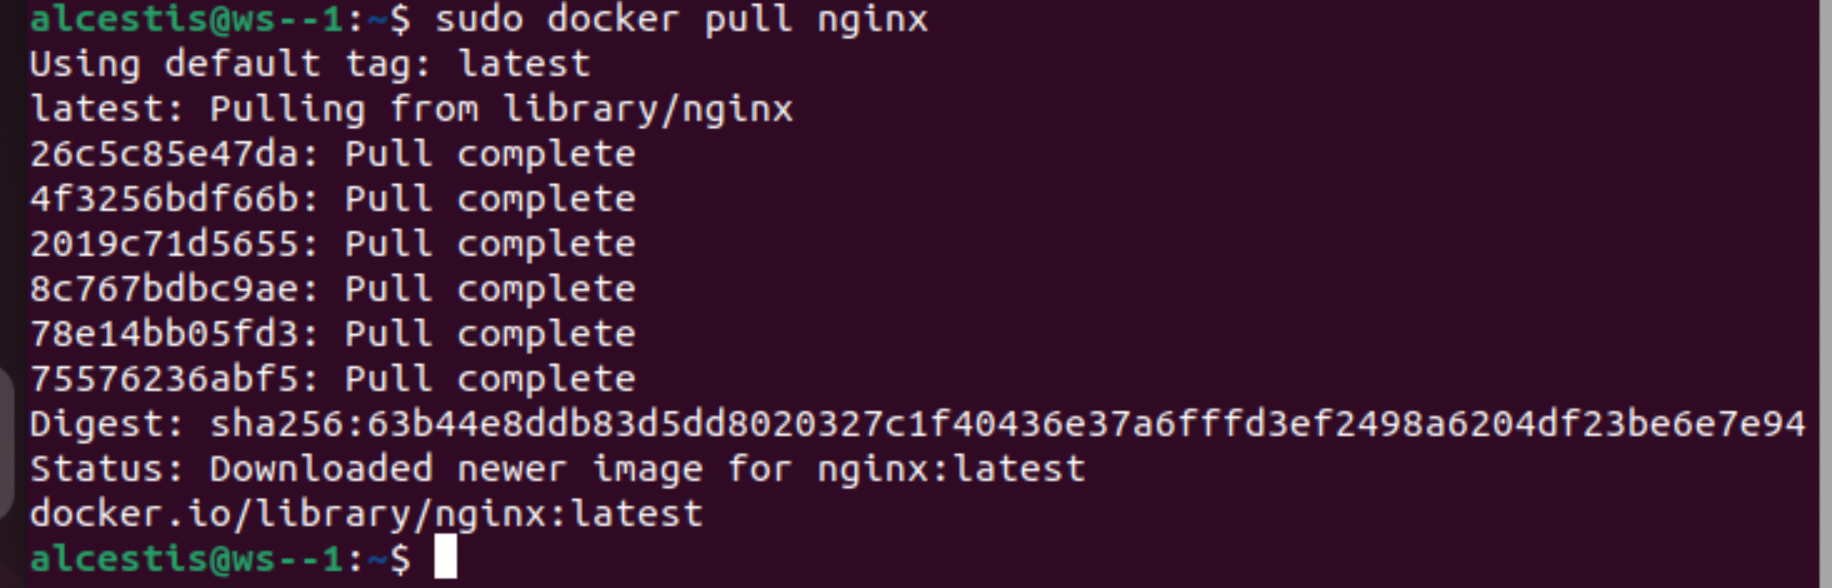 alcestis@ws--1:~$ sudo docker pull nginx
Using default tag: latest
latest: Pulling from library/nginx
26c5c85e47da: Pull complete
4f3256bdf66b: Pull complete
2019c71d5655: Pull complete
8c767bdbc9ae: Pull complete
78e14bb05fd3: Pull complete
75576236abf5: Pull complete
Digest: sha256:63b44e8ddb83d5dd8020327c1f40436e37a6fffd3ef2498a6204df23be6e7e94
Status: Downloaded newer image for nginx:latest
docker.io/library/nginx:latest
alcestis@ws--1:~$